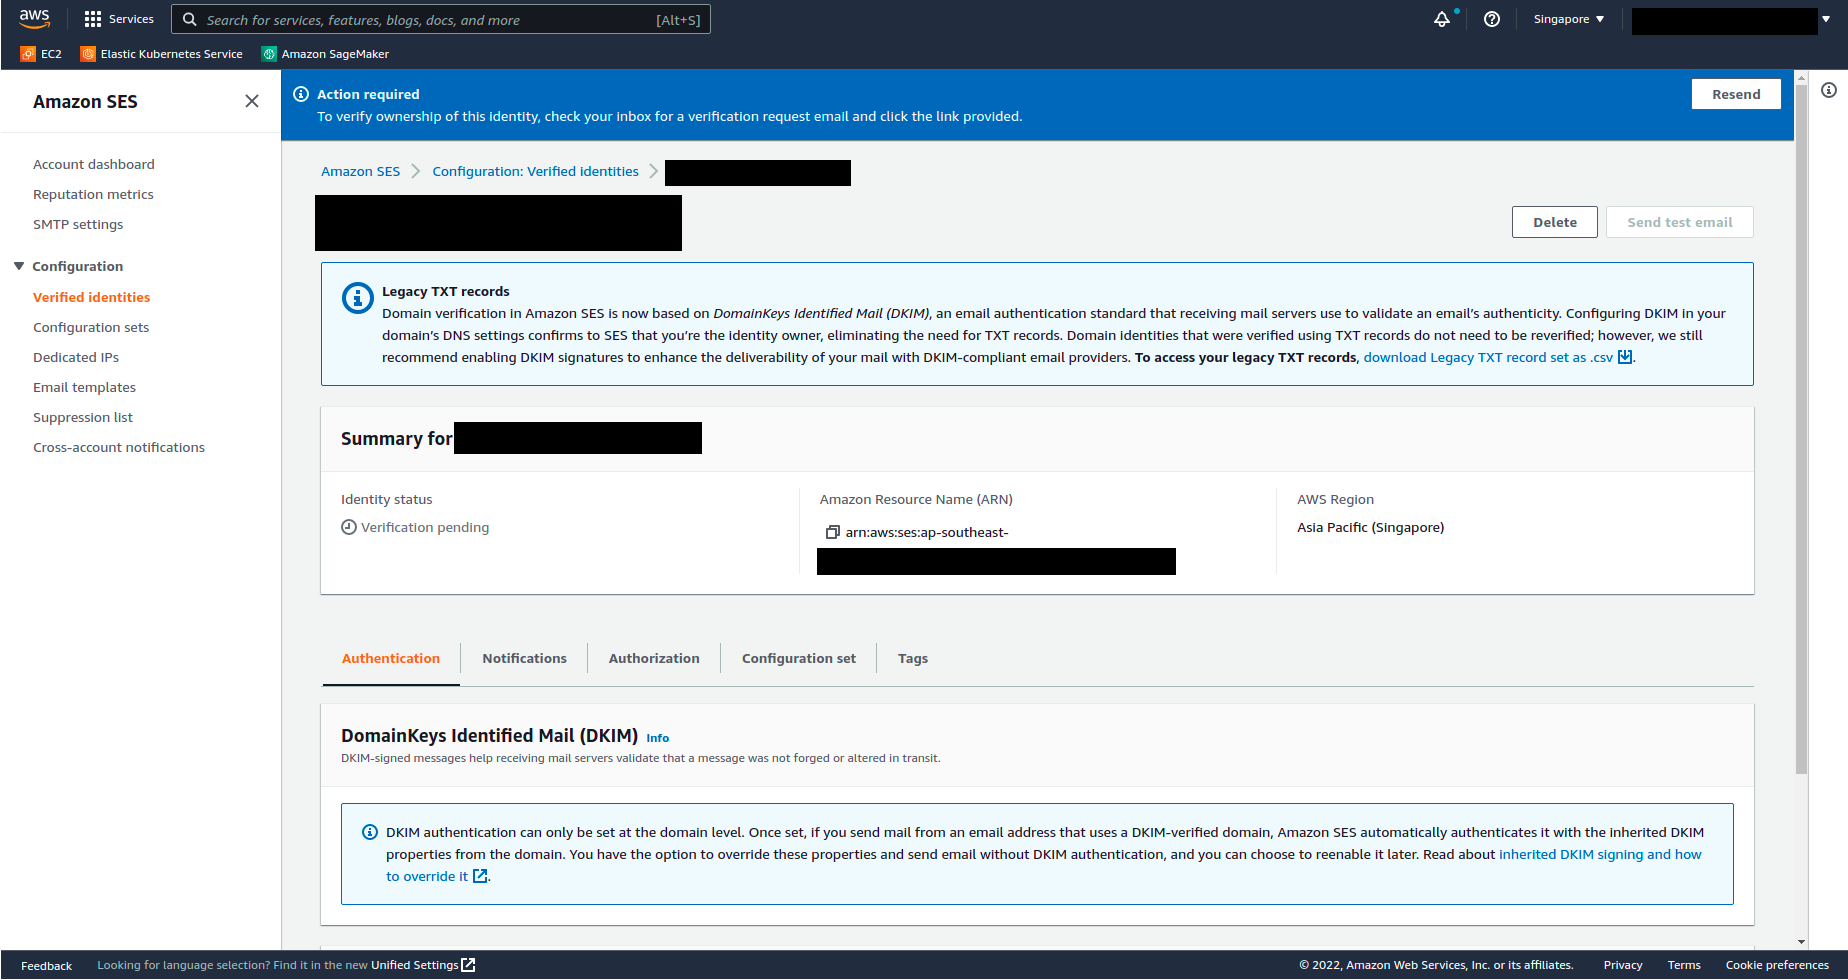 aws
Services
Search for services, features, blogs, docs, and more
[Alt+S]
Singapore
EC2
Elastic Kubernetes Service
Amazon SageMaker
Amazon SES
Account dashboard
Reputation metrics
SMTP settings
Configuration
Verified identities
Configuration sets
Dedicated IPs
Email templates
Suppression list
Cross-account notifications
Action required
To verify ownership of this identity, check your inbox for a verification request email and click the link provided.
Resend
Amazon SES
Configuration: Verified identities
Delete
Send test email
Legacy TXT records
Domain verification in Amazon SES is now based on DomainKeys Identified Mail (DKIM), an email authentication standard that receiving mail servers use to validate an email’s authenticity. Configuring DKIM in your
domain’s DNS settings confirms to SES that you’re the identity owner, eliminating the need for TXT records. Domain identities that were verified using TXT records do not need to be reverified; however, we still
recommend enabling DKIM signatures to enhance the deliverability of your mail with DKIM-compliant email providers. To access your legacy TXT records, download Legacy TXT record set as .csv.
Summary for
Identity status
Verification pending
Amazon Resource Name (ARN)
arn:aws:ses:ap-southeast-
AWS Region
Asia Pacific (Singapore)
Authentication
Notifications
Authorization
Configuration set
Tags
DomainKeys Identified Mail (DKIM)
Info
DKIM-signed messages help receiving mail servers validate that a message was not forged or altered in transit.
DKIM authentication can only be set at the domain level. Once set, if you send mail from an email address that uses a DKIM-verified domain, Amazon SES automatically authenticates it with the inherited DKIM
properties from the domain. You have the option to override these properties and send email without DKIM authentication, and you can choose to reenable it later. Read about inherited DKIM signing and how
to override it.
Feedback
Looking for language selection? Find it in the new Unified Settings
© 2022, Amazon Web Services, Inc. or its affiliates.
Privacy
Terms
Cookie preferences